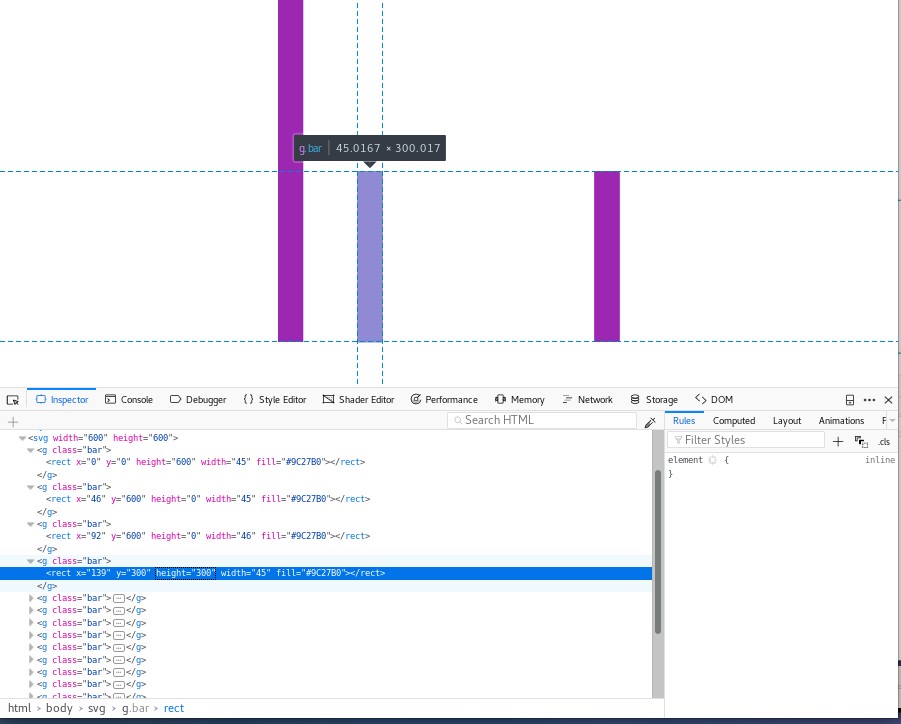 g.bar | 45.0167 × 300.017
Inspector Console Debugger Style Editor Shader Editor Performance Memory Network Storage DOM
Search HTML
Rules Computed Layout Animations F
Filter Styles .cls
element { inline
}
<svg width="600" height="600">
<g class="bar">
<rect x="0" y="0" height="600" width="45" fill="#9C27B0"></rect>
</g>
<g class="bar">
<rect x="46" y="600" height="0" width="45" fill="#9C27B0"></rect>
</g>
<g class="bar">
<rect x="92" y="600" height="0" width="46" fill="#9C27B0"></rect>
</g>
<g class="bar">
<rect x="139" y="300" height="300" width="45" fill="#9C27B0"></rect>
</g>
<g class="bar"></g>
<g class="bar"></g>
<g class="bar"></g>
<g class="bar"></g>
<g class="bar"></g>
<g class="bar"></g>
<g class="bar"></g>
<g class="bar"></g>
<g class="bar"></g>
html > body > svg > g.bar > rect